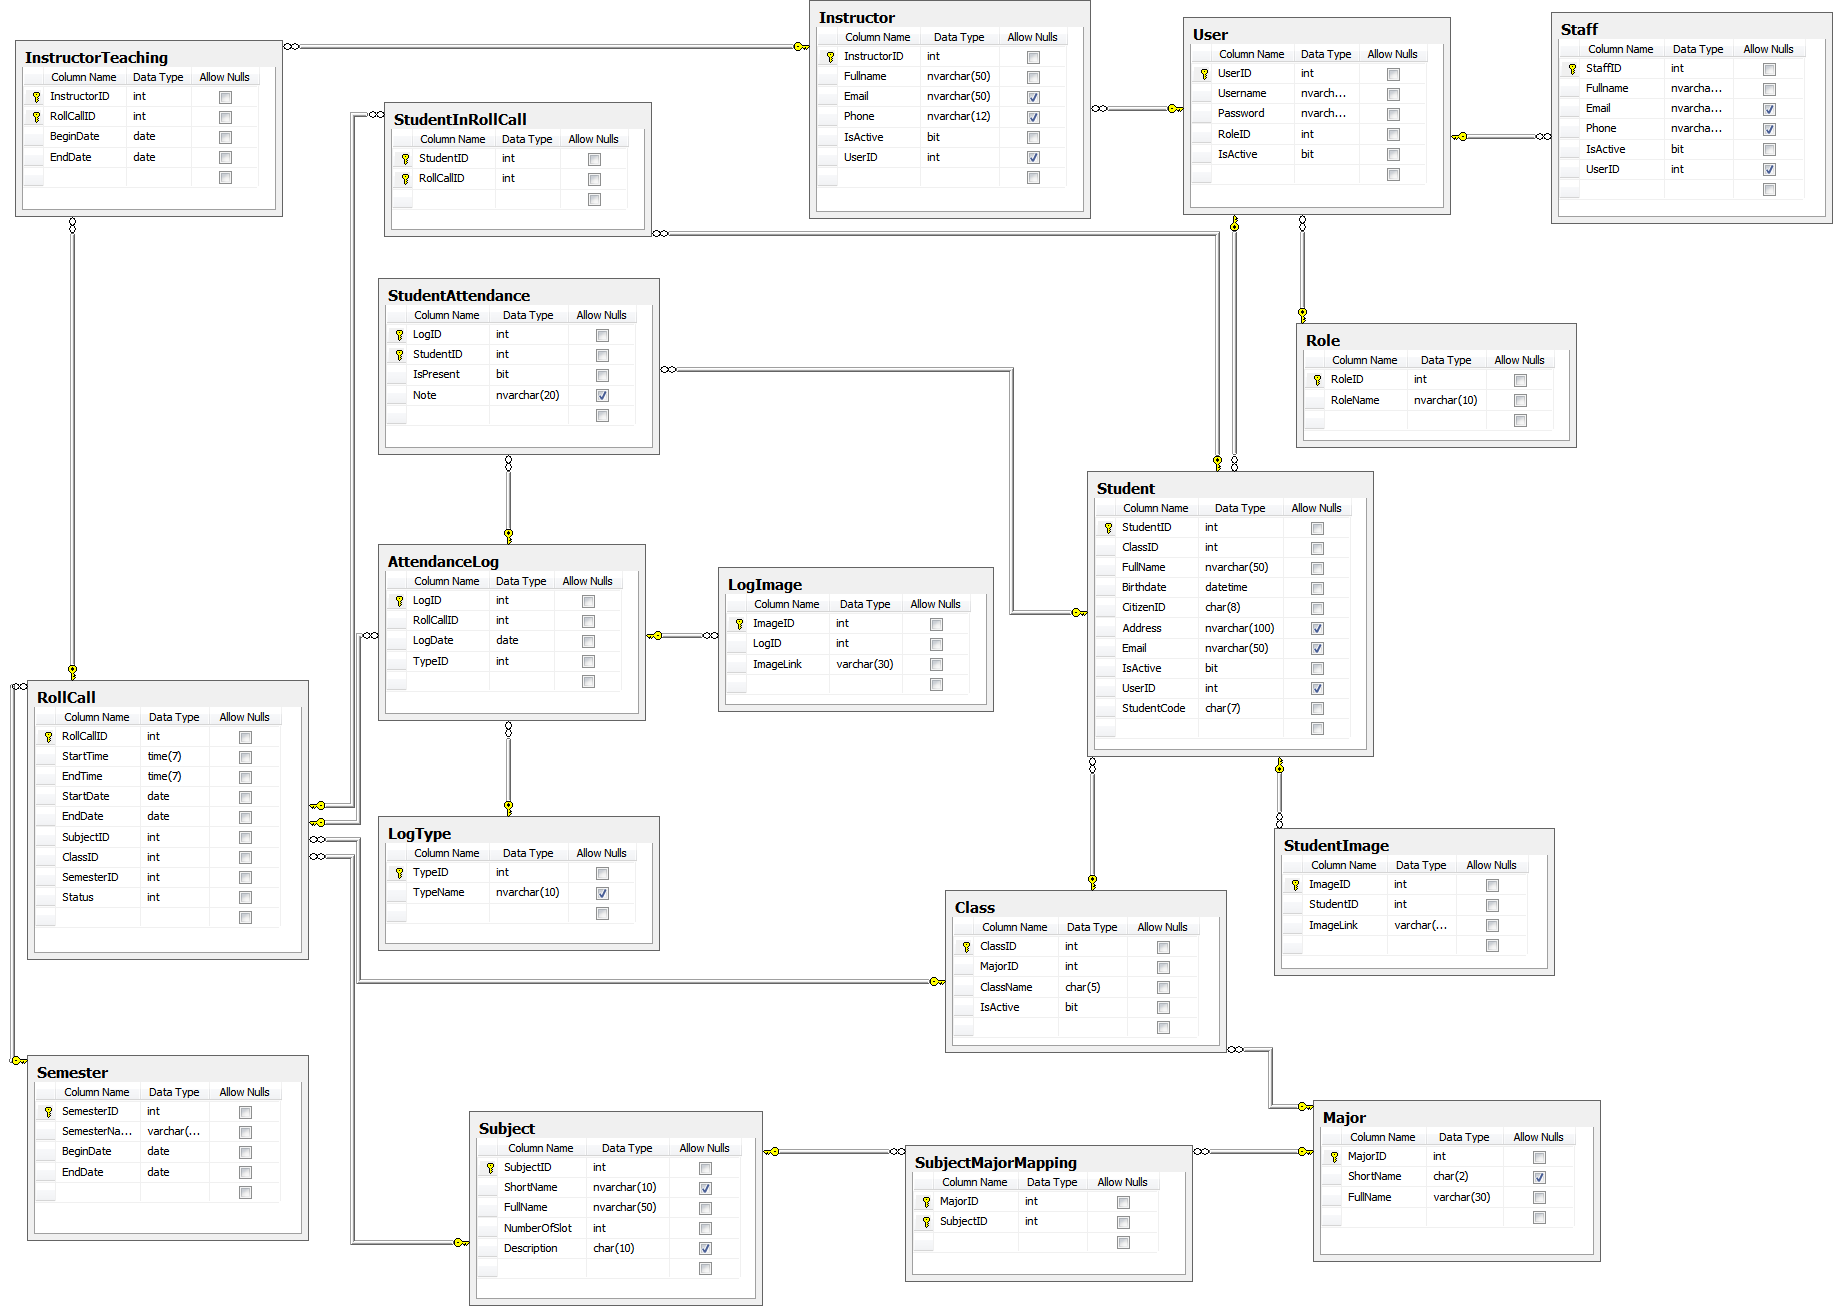 InstructorTeaching
Column Name Data Type Allow Nulls
InstructorID int
RollCallID int
BeginDate date
EndDate date
Instructor
Column Name Data Type Allow Nulls
InstructorID int
Fullname nvarchar(50)
Email nvarchar(50)
Phone nvarchar(12)
IsActive bit
UserID int
User
Column Name Data Type Allow Nulls
UserID int
Username nvarch...
Password nvarch...
RoleID int
IsActive bit
Staff
Column Name Data Type Allow Nulls
StaffID int
Fullname nvarcha...
Email nvarcha...
Phone nvarcha...
IsActive bit
UserID int
StudentInRollCall
Column Name Data Type Allow Nulls
StudentID int
RollCallID int
StudentAttendance
Column Name Data Type Allow Nulls
LogID int
StudentID int
IsPresent bit
Note nvarchar(20)
Role
Column Name Data Type Allow Nulls
RoleID int
RoleName nvarchar(10)
Student
Column Name Data Type Allow Nulls
StudentID int
ClassID int
FullName nvarchar(50)
Birthdate datetime
CitizenID char(8)
Address nvarchar(100)
Email nvarchar(50)
IsActive bit
UserID int
StudentCode char(7)
AttendanceLog
Column Name Data Type Allow Nulls
LogID int
RollCallID int
LogDate date
TypeID int
LogImage
Column Name Data Type Allow Nulls
ImageID int
LogID int
ImageLink varchar(30)
RollCall
Column Name Data Type Allow Nulls
RollCallID int
StartTime time(7)
EndTime time(7)
StartDate date
EndDate date
SubjectID int
ClassID int
SemesterID int
Status int
LogType
Column Name Data Type Allow Nulls
TypeID int
TypeName nvarchar(10)
StudentImage
Column Name Data Type Allow Nulls
ImageID int
StudentID int
ImageLink varchar(...
Class
Column Name Data Type Allow Nulls
ClassID int
MajorID int
ClassName char(5)
IsActive bit
Semester
Column Name Data Type Allow Nulls
SemesterID int
SemesterNa... varchar(...
BeginDate date
EndDate date
Subject
Column Name Data Type Allow Nulls
SubjectID int
ShortName nvarchar(10)
FullName nvarchar(50)
NumberOfSlot int
Description char(10)
SubjectMajorMapping
Column Name Data Type Allow Nulls
MajorID int
SubjectID int
Major
Column Name Data Type Allow Nulls
MajorID int
ShortName char(2)
FullName varchar(30)